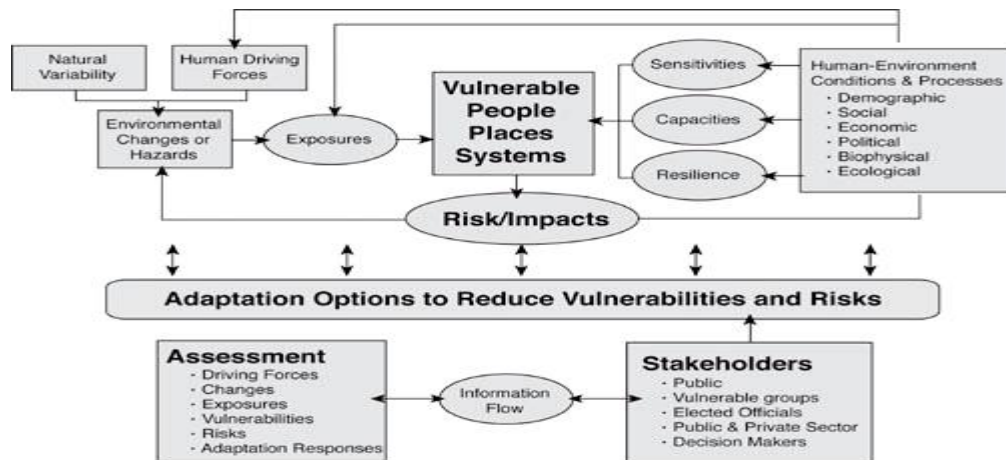 Natural
Variability
Human Driving
Forces
Environmental
Changes or
Hazards
Exposures
Vulnerable
People
Places
Systems
Sensitivities
Capacities
Resilience
Human-Environment
Conditions & Processes
· Demographic
· Social
· Economic
· Political
· Biophysical
· Ecological
Risk/Impacts
Adaptation Options to Reduce Vulnerabilities and Risks
Assessment
· Driving Forces
· Changes
· Exposures
· Vulnerabilities
· Risks
· Adaptation Responses
Information
Flow
Stakeholders
· Public
· Vulnerable groups
· Elected Officials
· Public & Private Sector
· Decision Makers